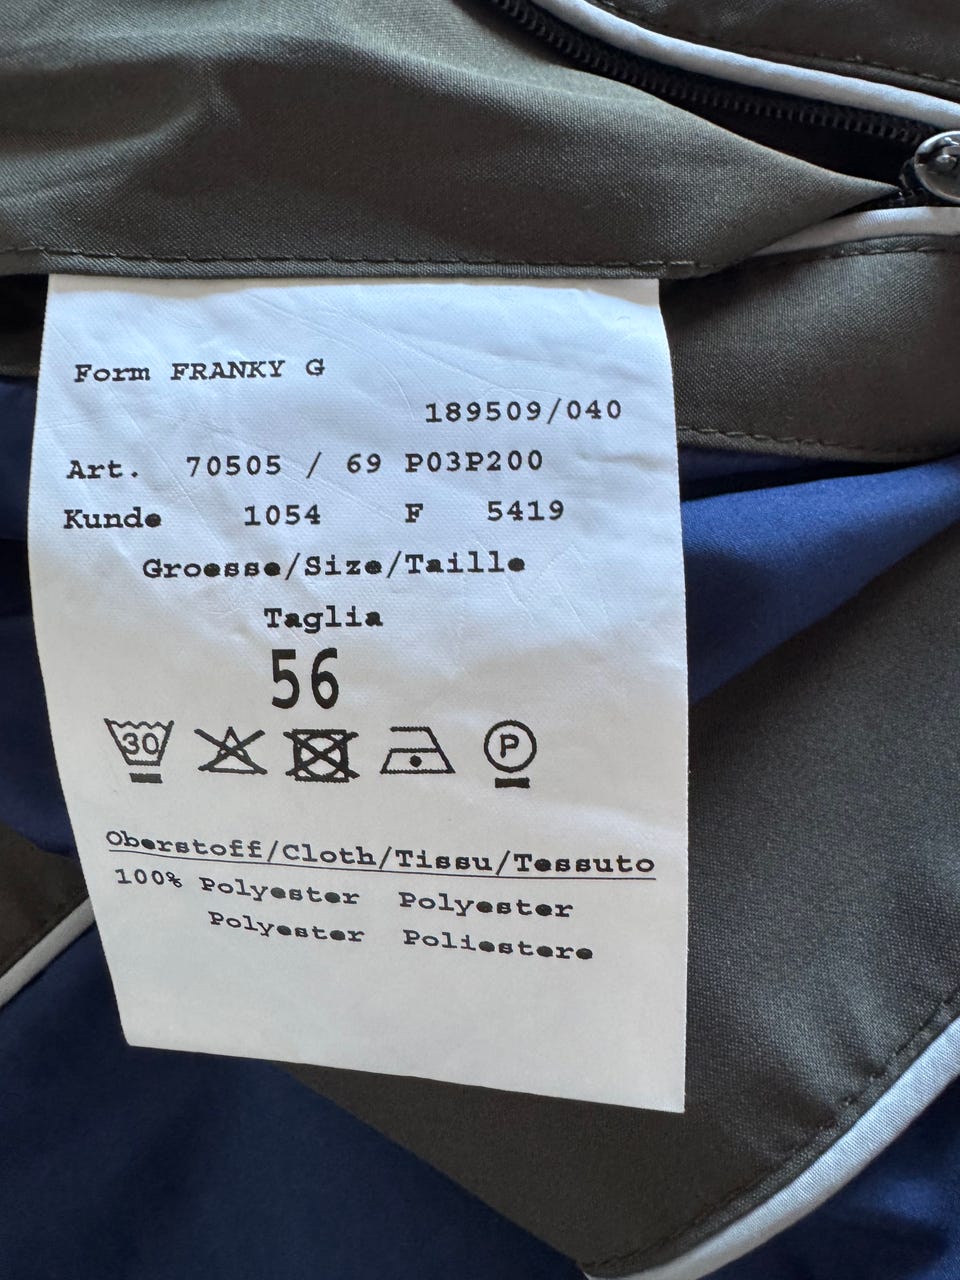 Form FRANKY G
189509/040
Art. 70505 / 69 P03P200
Kunde 1054 F 5419
Groesse/Size/Taille
Taglia
56
30 P
Oberstoff/Cloth/Tissu/Tessuto
100% Polyester Polyester
Polyester Poliestere